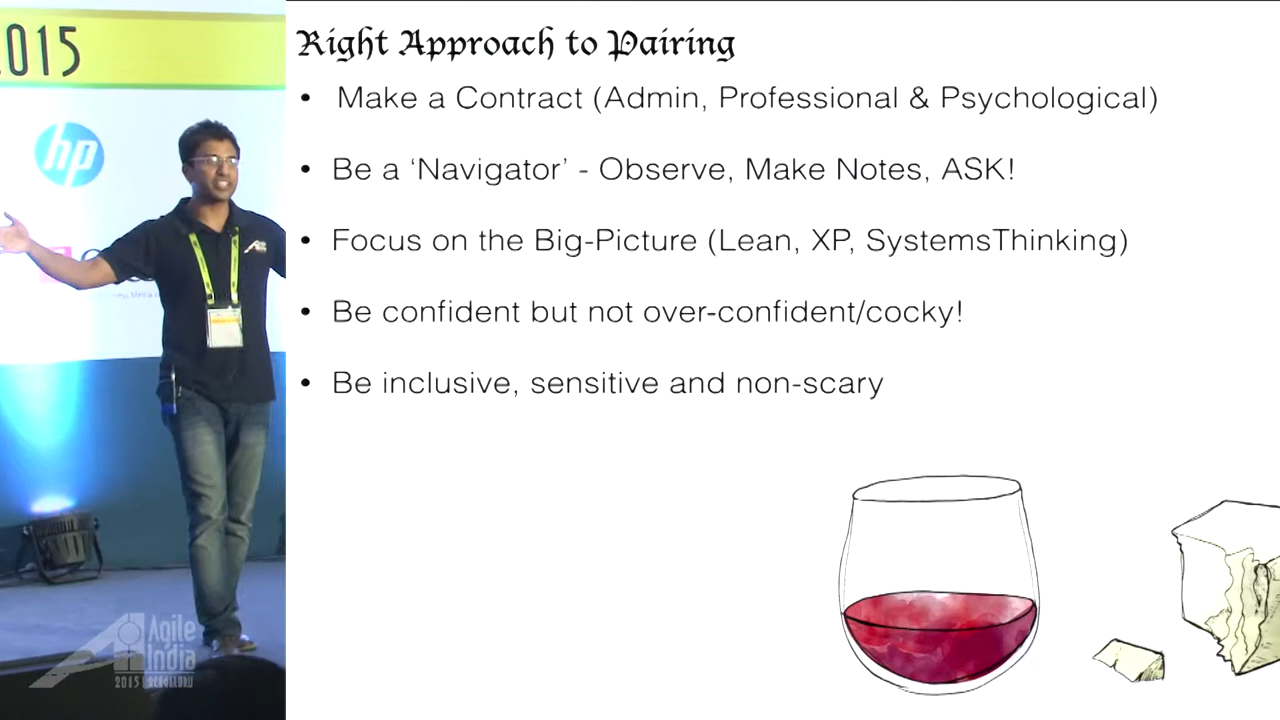 2015
hp
Right Approach to Pairing
• Make a Contract (Admin, Professional & Psychological)
• Be a ‘Navigator’ - Observe, Make Notes, ASK!
• Focus on the Big-Picture (Lean, XP, SystemsThinking)
• Be confident but not over-confident/cocky!
• Be inclusive, sensitive and non-scary
Agile
India
2015 | BENGALURU